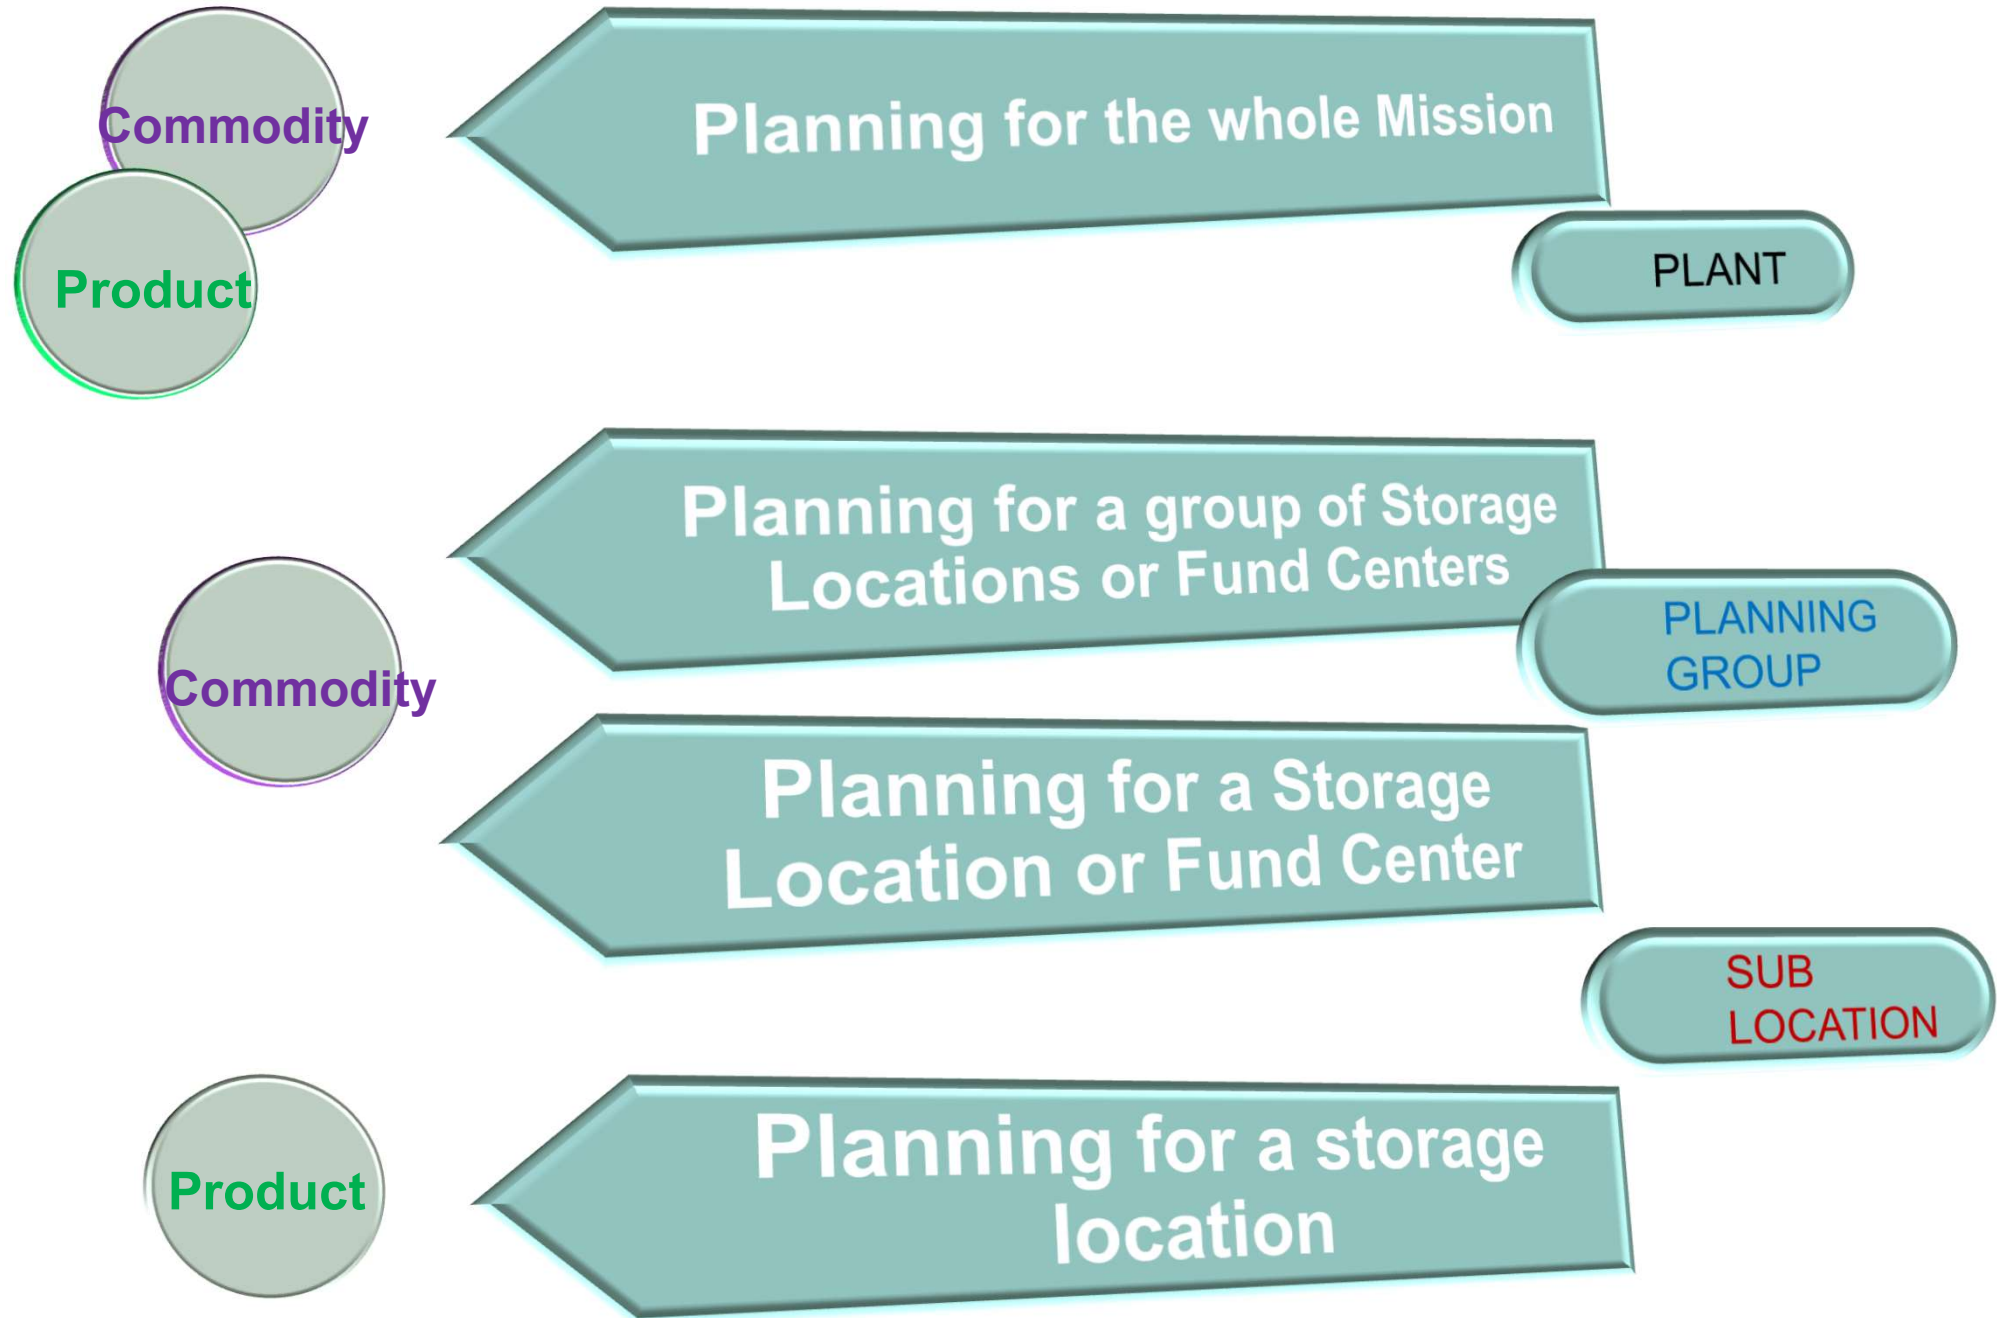 Commodity
Planning for the whole Mission
Product
PLANT
Planning for a group of Storage
Locations or Fund Centers
PLANNING
GROUP
Commodity
Planning for a Storage
Location or Fund Center
SUB
LOCATION
Planning for a storage
location
Product